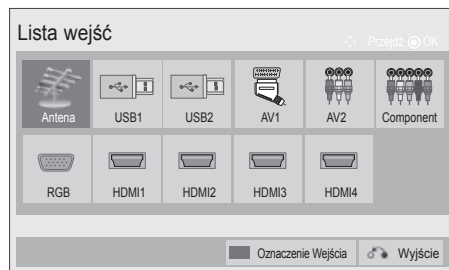 Lista wejść
Przejdź OK
Antena USB1 USB2 AV1 AV2 Component
RGB HDMI1 HDMI2 HDMI3 HDMI4
Oznaczenie Wejścia Wyjście